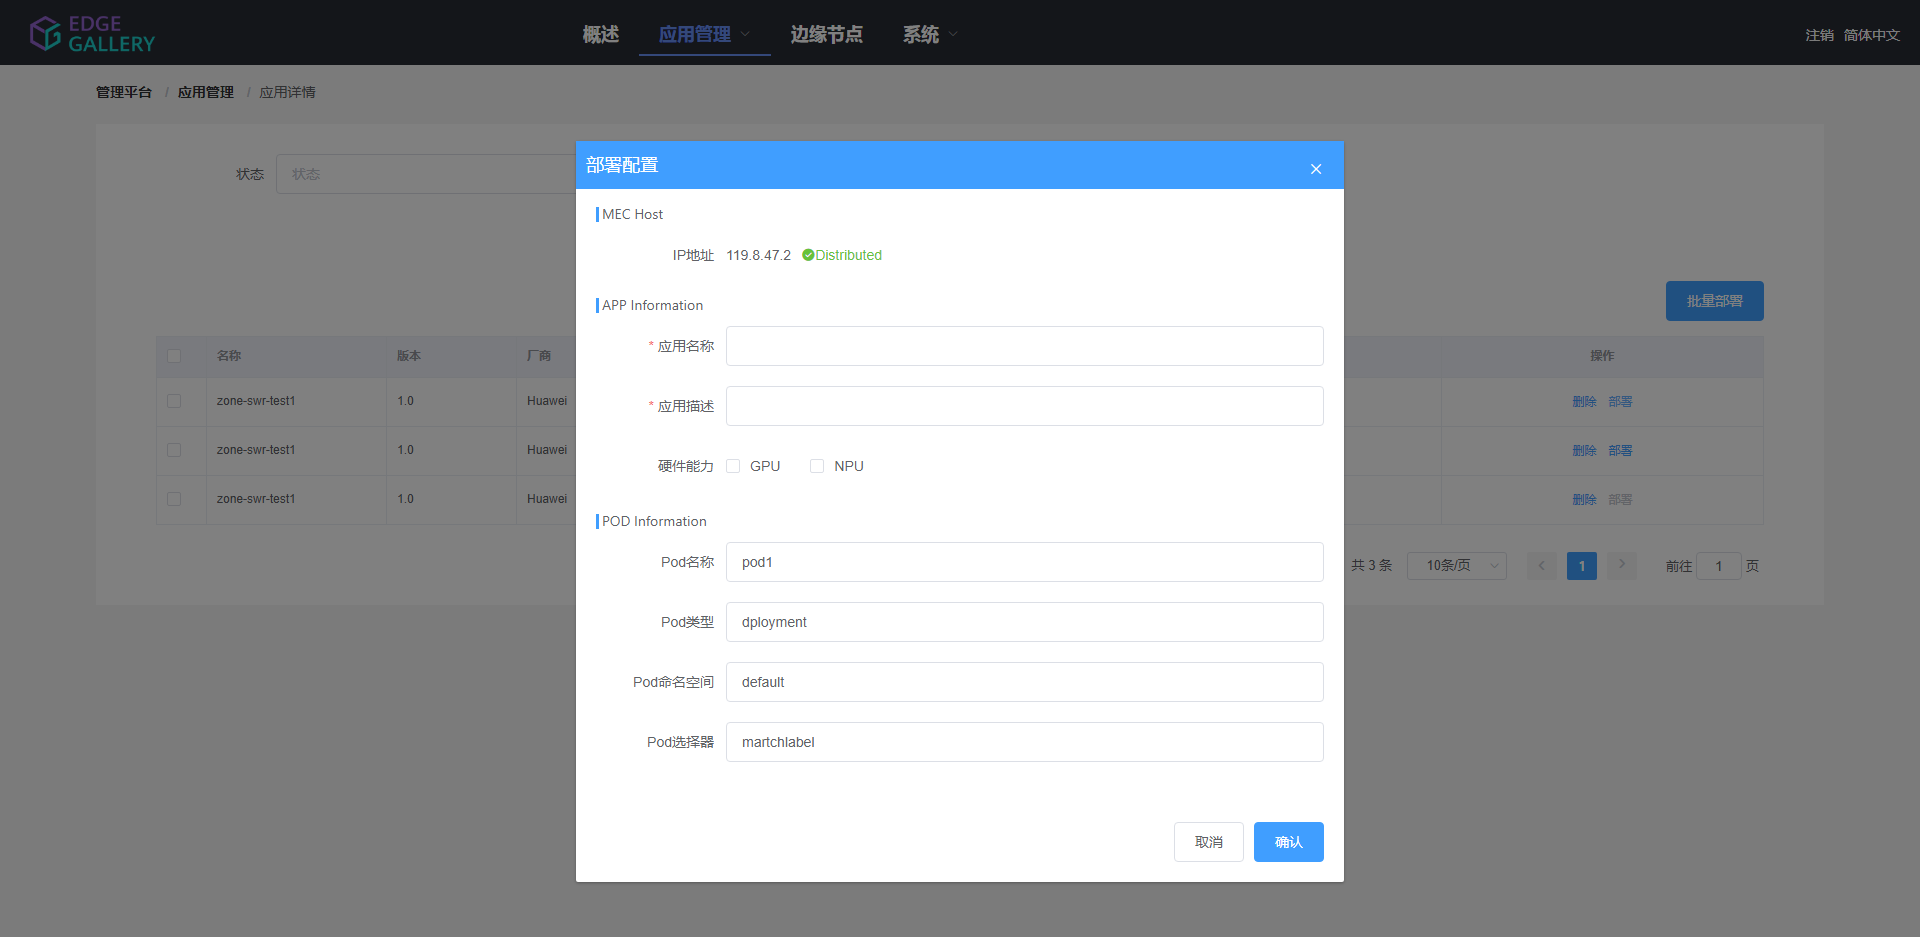 EDGE
GALLERY
概述 应用管理 边缘节点 系统
注销 简体中文
管理平台 / 应用管理 / 应用详情
状态 状态
批量部署
名称 版本 厂商 操作
zone-swr-test1 1.0 Huawei 删除 部署
zone-swr-test1 1.0 Huawei 删除 部署
zone-swr-test1 1.0 Huawei 删除 部署
共 3 条 10条/页 1 前往 1 页
部署配置
MEC Host
IP地址 119.8.47.2 Distributed
APP Information
* 应用名称
* 应用描述
硬件能力 GPU NPU
POD Information
Pod名称 pod1
Pod类型 dployment
Pod命名空间 default
Pod选择器 martchlabel
取消 确认